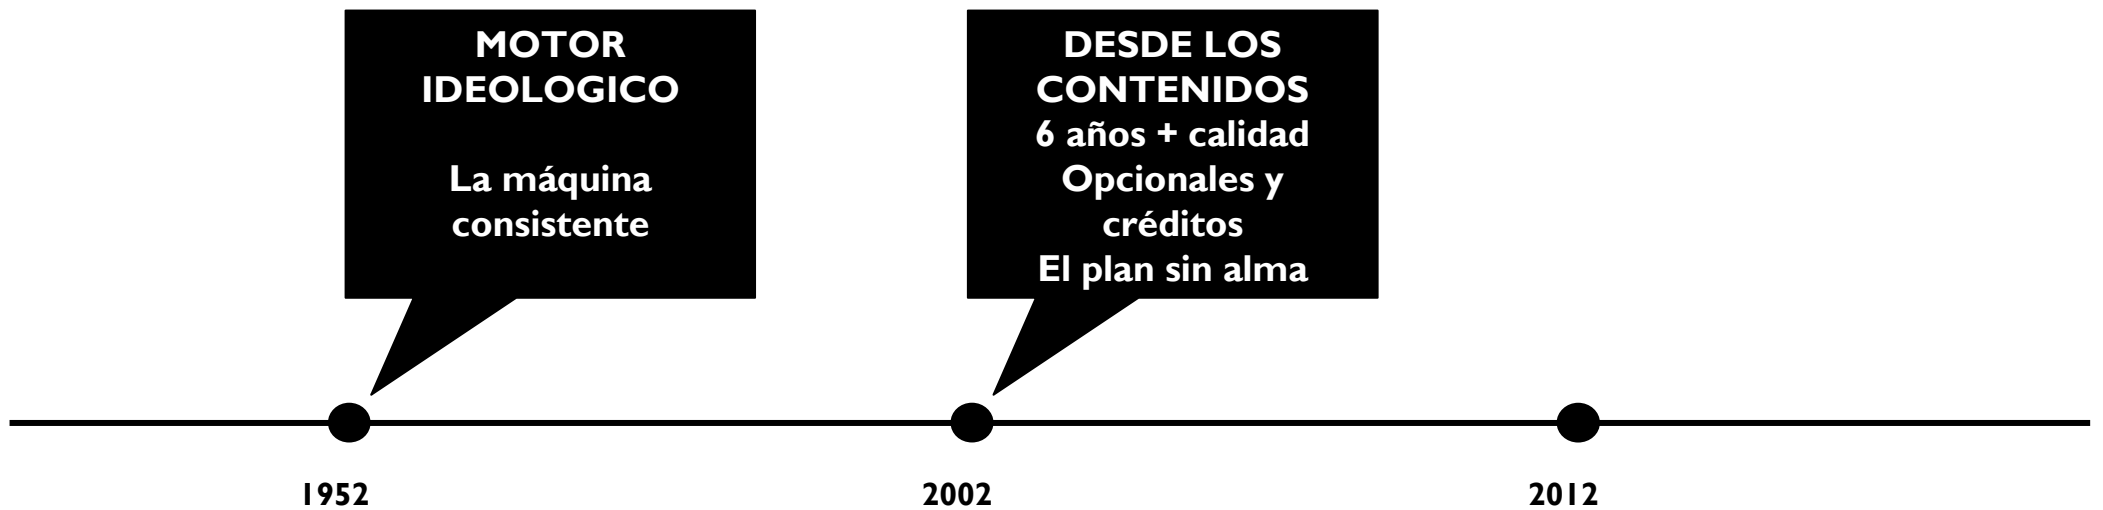 MOTOR
IDEOLOGICO
La máquina
consistente
DESDE LOS
CONTENIDOS
6 años + calidad
Opcionales y
créditos
El plan sin alma
1952
2002
2012